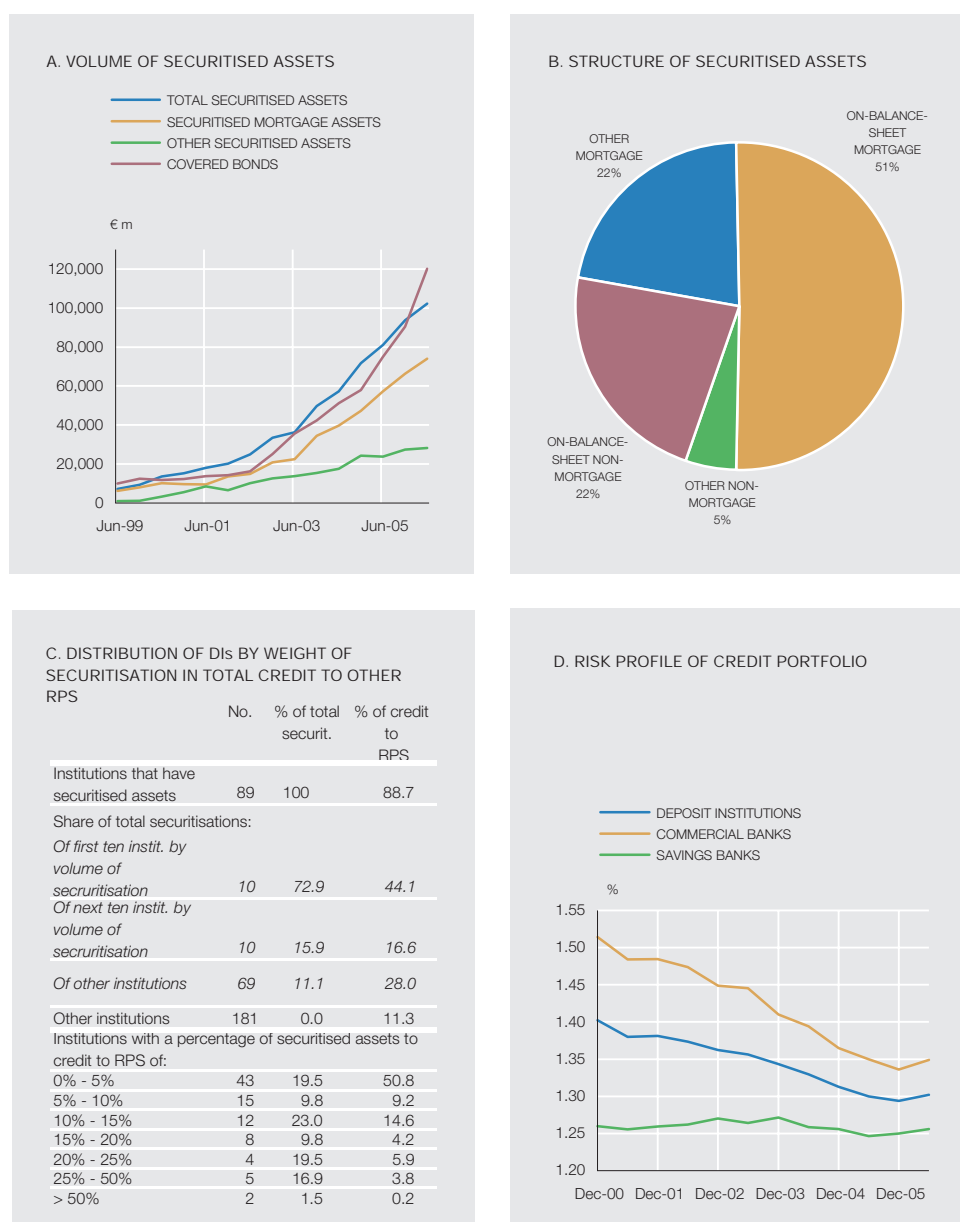 A. VOLUME OF SECURITISED ASSETS
TOTAL SECURITISED ASSETS
SECURITISED MORTGAGE ASSETS
OTHER SECURITISED ASSETS
COVERED BONDS
€ m
120,000
100,000
80,000
60,000
40,000
20,000
0
Jun-99 Jun-01 Jun-03 Jun-05
B. STRUCTURE OF SECURITISED ASSETS
ON-BALANCE-
SHEET
MORTGAGE
51%
OTHER
MORTGAGE
22%
ON-BALANCE-
SHEET NON-
MORTGAGE
22%
OTHER NON-
MORTGAGE
5%
C. DISTRIBUTION OF DIs BY WEIGHT OF
SECURITISATION IN TOTAL CREDIT TO OTHER
RPS
No. % of total % of credit
securit. to
RPS
Institutions that have
securitised assets 89 100 88.7
Share of total securitisations:
Of first ten instit. by
volume of
secruritisation 10 72.9 44.1
Of next ten instit. by
volume of
secruritisation 10 15.9 16.6
Of other institutions 69 11.1 28.0
Other institutions 181 0.0 11.3
Institutions with a percentage of securitised assets to
credit to RPS of:
0% - 5% 43 19.5 50.8
5% - 10% 15 9.8 9.2
10% - 15% 12 23.0 14.6
15% - 20% 8 9.8 4.2
20% - 25% 4 19.5 5.9
25% - 50% 5 16.9 3.8
> 50% 2 1.5 0.2
D. RISK PROFILE OF CREDIT PORTFOLIO
DEPOSIT INSTITUTIONS
COMMERCIAL BANKS
SAVINGS BANKS
%
1.55
1.50
1.45
1.40
1.35
1.30
1.25
1.20
Dec-00 Dec-01 Dec-02 Dec-03 Dec-04 Dec-05